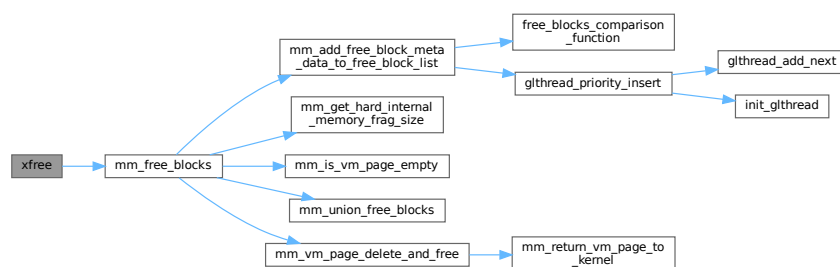 xfree
mm_free_blocks
mm_add_free_block_meta
_data_to_free_block_list
free_blocks_comparison
_function
glthread_priority_insert
glthread_add_next
init_glthread
mm_get_hard_internal
_memory_frag_size
mm_is_vm_page_empty
mm_union_free_blocks
mm_vm_page_delete_and_free
mm_return_vm_page_to
_kernel